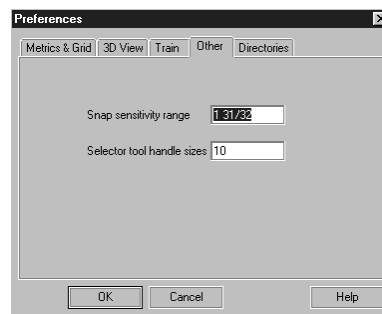 Preferences
Metrics & Grid 3D View Train Other Directories
Snap sensitivity range 1 31/32
Selector tool handle sizes 10
OK Cancel Help